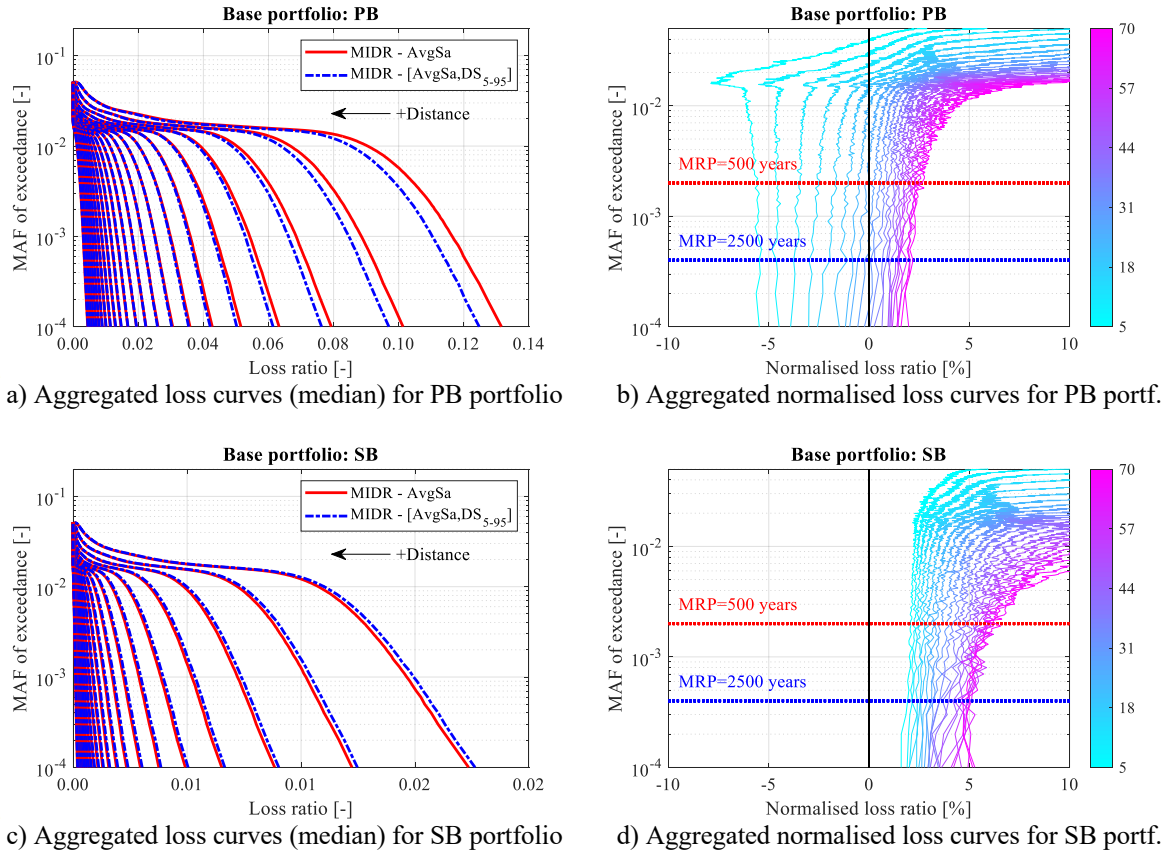 Base portfolio: PB
10^-1
10^-2
10^-3
10^-4
MAF of exceedance [-]
MIDR - AvgSa
MIDR - [AvgSa,DS_5-95]
+Distance
0.00 0.02 0.04 0.06 0.08 0.10 0.12 0.14
Loss ratio [-]
a) Aggregated loss curves (median) for PB portfolio
Base portfolio: PB
10^-2
10^-3
10^-4
MAF of exceedance [-]
MRP=500 years
MRP=2500 years
-10 -5 0 5 10
Normalised loss ratio [%]
70
57
44
31
18
5
b) Aggregated normalised loss curves for PB portf.
Base portfolio: SB
10^-1
10^-2
10^-3
10^-4
MAF of exceedance [-]
MIDR - AvgSa
MIDR - [AvgSa,DS_5-95]
+Distance
0.00 0.01 0.01 0.02 0.02
Loss ratio [-]
c) Aggregated loss curves (median) for SB portfolio
Base portfolio: SB
10^-2
10^-3
10^-4
MAF of exceedance [-]
MRP=500 years
MRP=2500 years
-10 -5 0 5 10
Normalised loss ratio [%]
70
57
44
31
18
5
d) Aggregated normalised loss curves for SB portf.